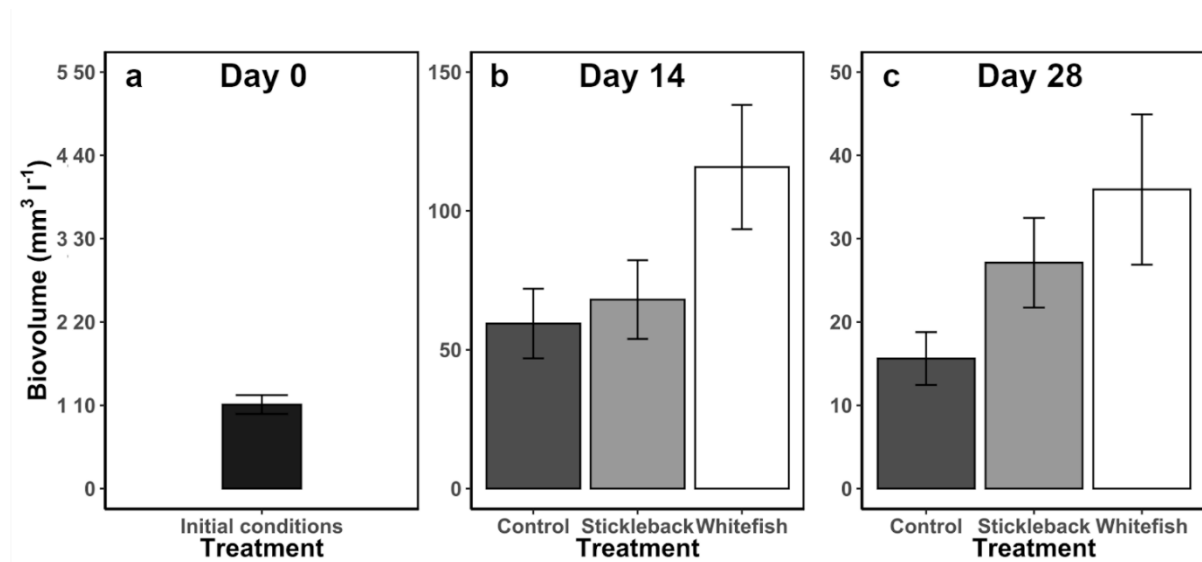 a Day 0
b Day 14
c Day 28
Biovolume (mm³ l⁻¹)
5 50
4 40
3 30
2 20
1 10
0
150
100
50
0
50
40
30
20
10
0
Initial conditions
Control Stickleback Whitefish
Control Stickleback Whitefish
Treatment
Treatment
Treatment